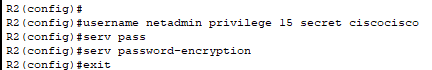 R2(config)#
R2(config)#username netadmin privilege 15 secret ciscocisco
R2(config)#serv pass
R2(config)#serv password-encryption
R2(config)#exit